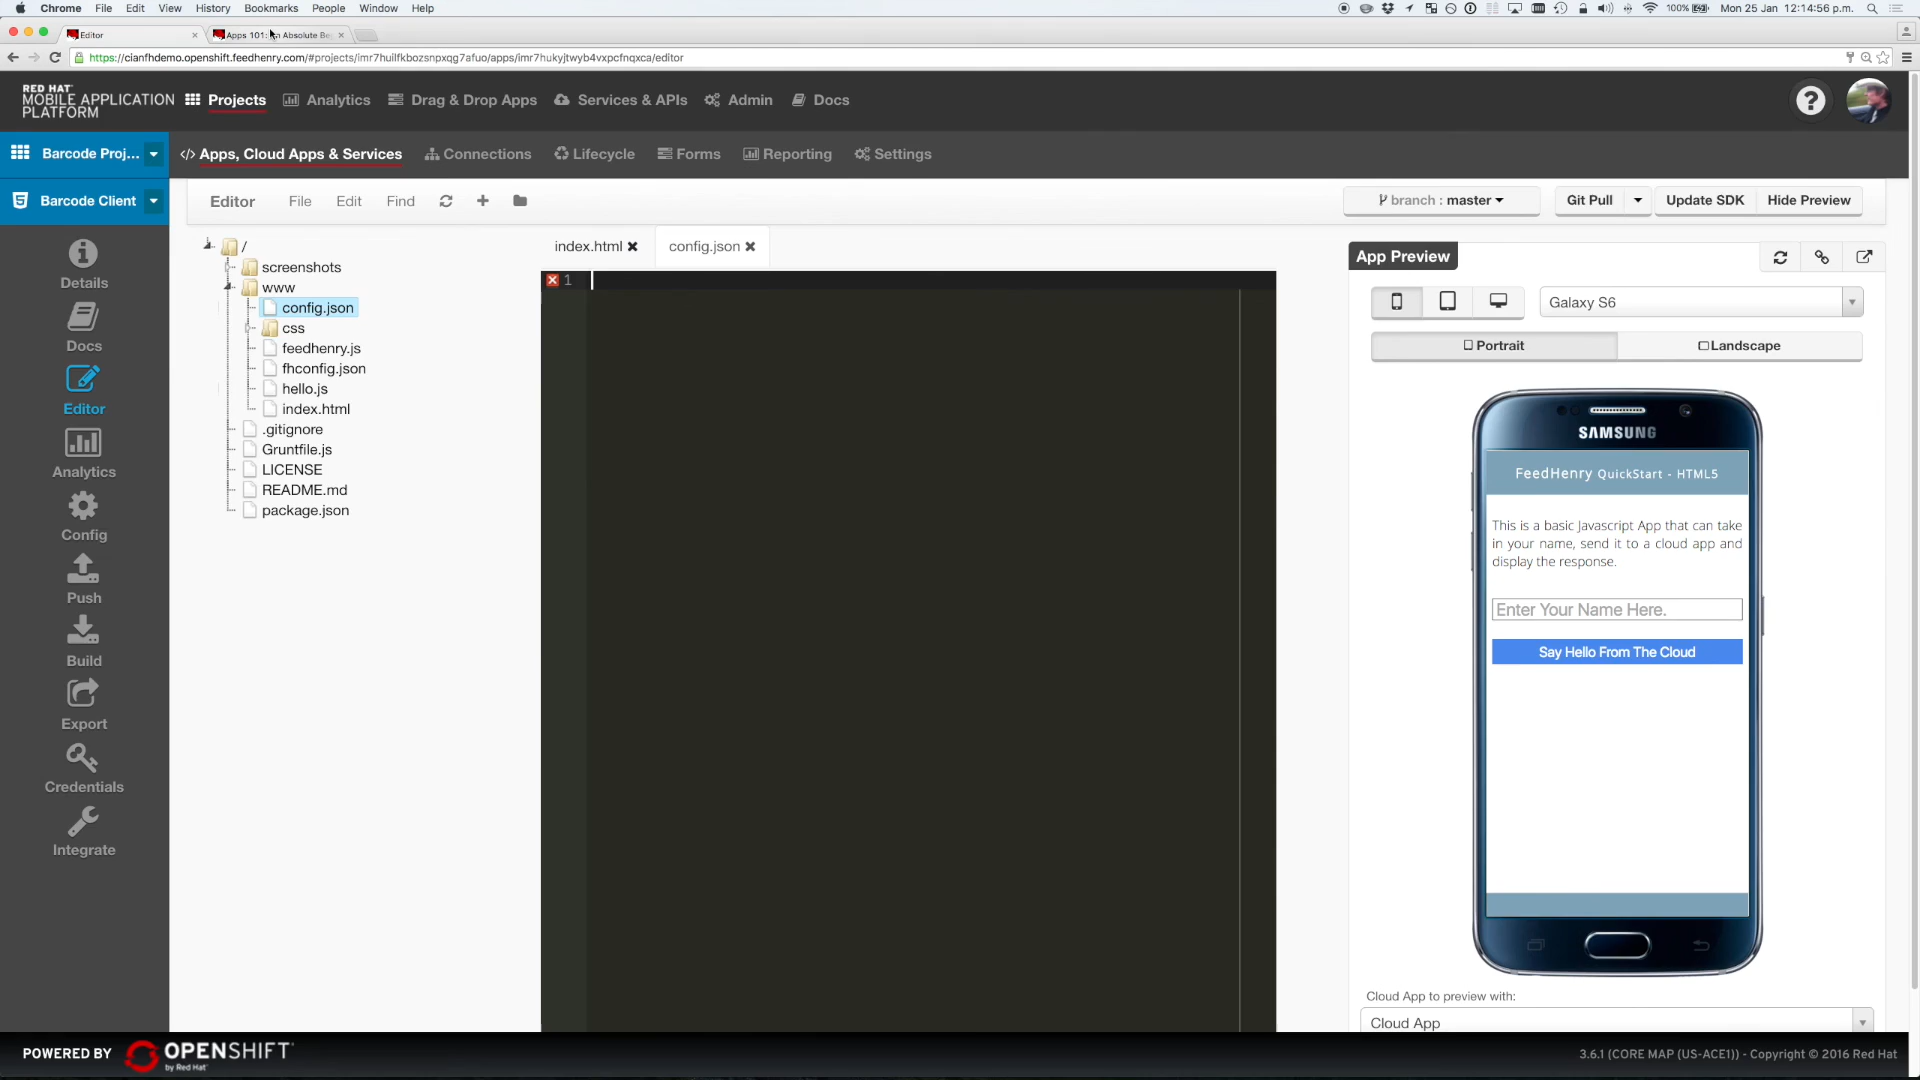 Chrome File Edit View History Bookmarks People Window Help 100% Mon 25 Jan 12:14:56 p.m.
Editor Apps 101: Absolute Be
https://cianfhdemo.openshift.feedhenry.com/#projects/imr7huilfkbozsnpxqg7afuo/apps/imr7hukyjtwyb4vxpcfnqxca/editor
RED HAT
MOBILE APPLICATION
PLATFORM
Projects Analytics Drag & Drop Apps Services & APIs Admin Docs
Barcode Proj... </> Apps, Cloud Apps & Services Connections Lifecycle Forms Reporting Settings
Barcode Client
Editor File Edit Find branch : master Git Pull Update SDK Hide Preview
Details
Docs
Editor
Analytics
Config
Push
Build
Export
Credentials
Integrate
/
screenshots
www
config.json
css
feedhenry.js
fhconfig.json
hello.js
index.html
.gitignore
Gruntfile.js
LICENSE
README.md
package.json
index.html config.json
1
App Preview
Galaxy S6
Portrait Landscape
SAMSUNG
FeedHenry QuickStart - HTML5
This is a basic Javascript App that can take
in your name, send it to a cloud app and
display the response.
Enter Your Name Here.
Say Hello From The Cloud
Cloud App to preview with:
Cloud App
POWERED BY OPENSHIFT
by Red Hat
3.6.1 (CORE MAP (US-ACE1)) - Copyright © 2016 Red Hat